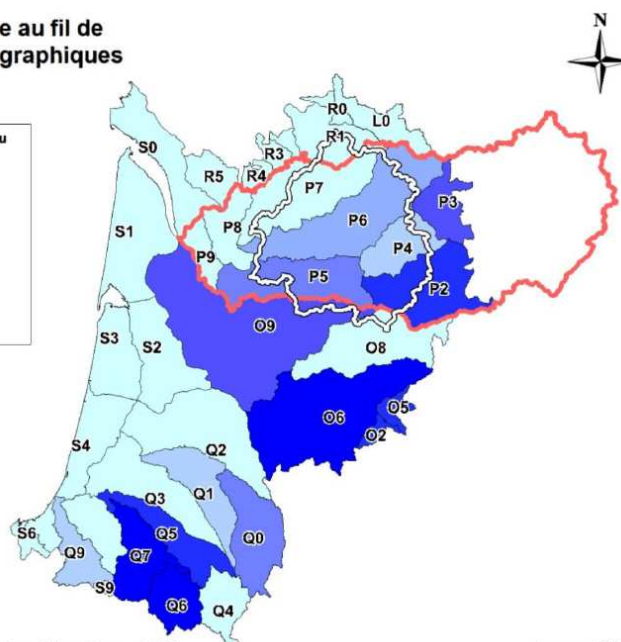 e au fil de
graphiques
N
u
R0
L0
R1
S0
R3
R5
R4
P7
P3
P8
P6
S1
P4
P9
P5
P2
O9
S3
S2
O8
O6
O5
S4
O2
Q2
Q1
Q3
S6
Q5
Q0
Q9
Q7
S9
Q6
Q4